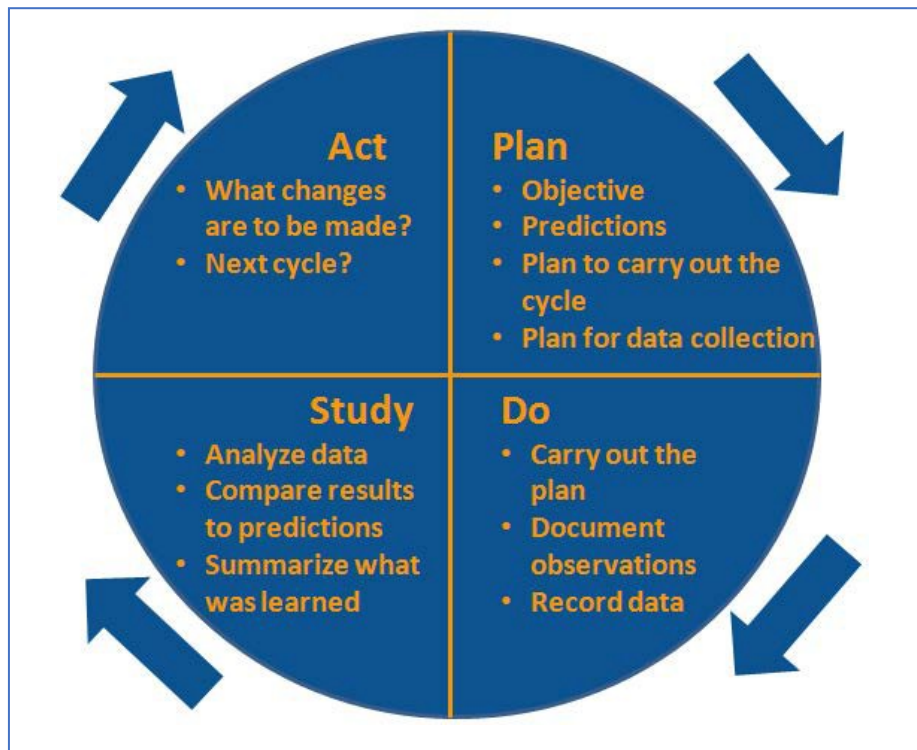 Act
• What changes
are to be made?
• Next cycle?
Plan
• Objective
• Predictions
• Plan to carry out the
cycle
• Plan for data collection
Study
• Analyze data
• Compare results
to predictions
• Summarize what
was learned
Do
• Carry out the
plan
• Document
observations
• Record data